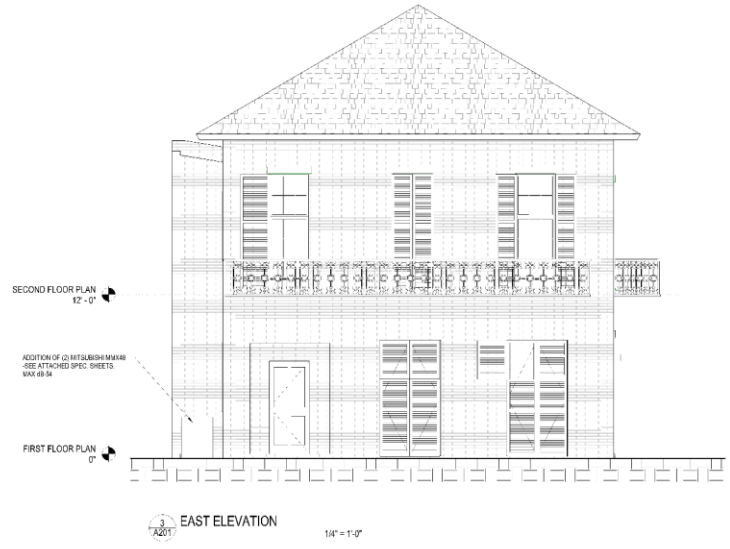 SECOND FLOOR PLAN
12' - 0"
ADDITION OF (2) MITSUBISHI MMX48
-SEE ATTACHED SPEC. SHEETS.
MAX dB-54
FIRST FLOOR PLAN
0"
3
A201
EAST ELEVATION
1/4" = 1'-0"